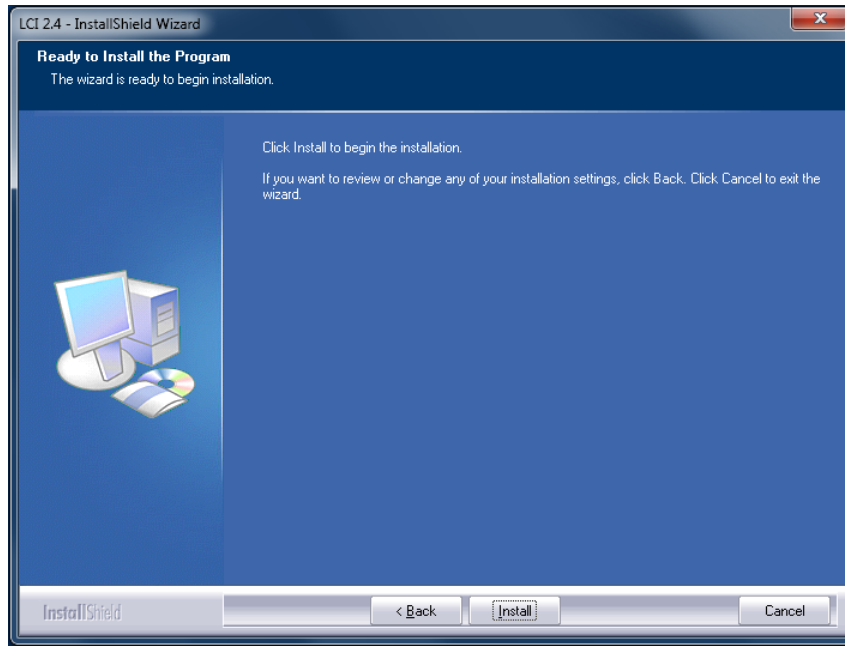 LCI 2.4 - InstallShield Wizard
Ready to Install the Program
The wizard is ready to begin installation.
Click Install to begin the installation.
If you want to review or change any of your installation settings, click Back. Click Cancel to exit the
wizard.
InstallShield
< Back
Install
Cancel